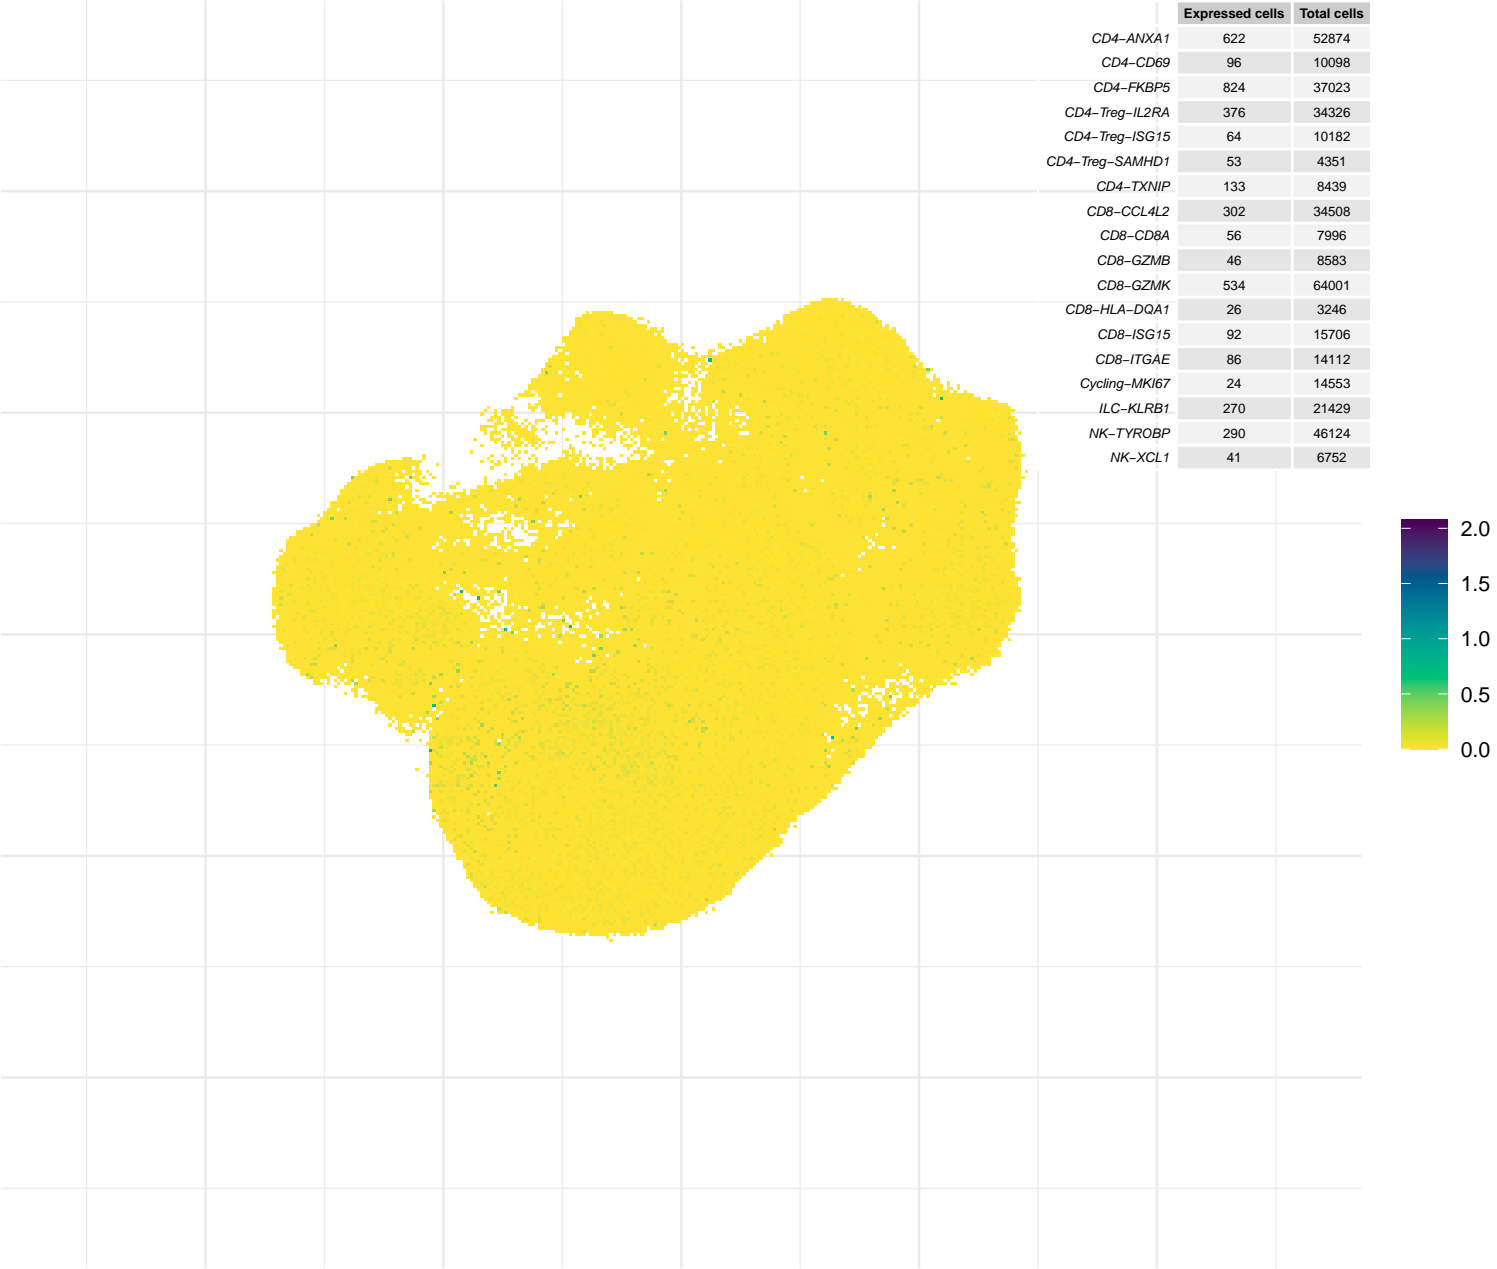 Expressed cells Total cells
CD4−ANXA1 622 52874
CD4−CD69 96 10098
CD4−FKBP5 824 37023
CD4−Treg−IL2RA 376 34326
CD4−Treg−ISG15 64 10182
CD4−Treg−SAMHD1 53 4351
CD4−TXNIP 133 8439
CD8−CCL4L2 302 34508
CD8−CD8A 56 7996
CD8−GZMB 46 8583
CD8−GZMK 534 64001
CD8−HLA−DQA1 26 3246
CD8−ISG15 92 15706
CD8−ITGAE 86 14112
Cycling−MKI67 24 14553
ILC−KLRB1 270 21429
NK−TYROBP 290 46124
NK−XCL1 41 6752
2.0
1.5
1.0
0.5
0.0